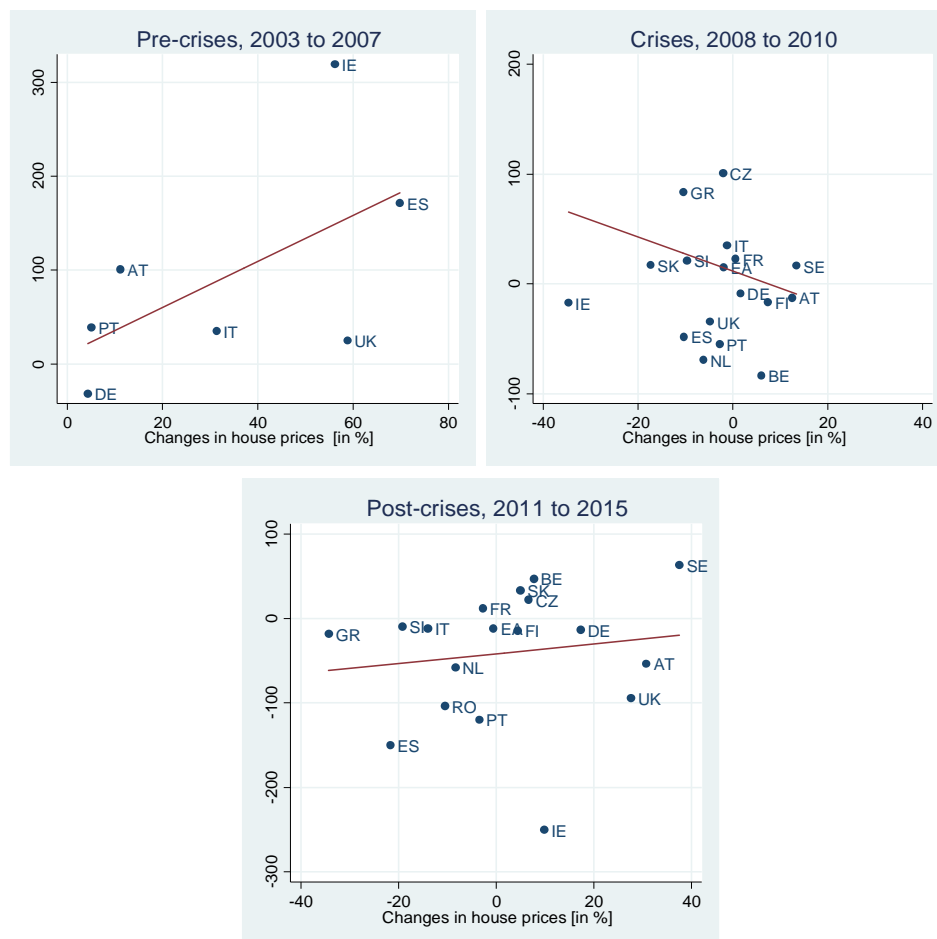 Pre-crises, 2003 to 2007
300
200
100
0
IE
ES
AT
PT
IT
UK
DE
0 20 40 60 80
Changes in house prices [in %]
Crises, 2008 to 2010
200
100
0
-100
CZ
GR
IT
FR
SK
SI
EA
SE
DE
FI
AT
IE
UK
ES
PT
NL
BE
-40 -20 0 20 40
Changes in house prices [in %]
Post-crises, 2011 to 2015
100
0
-100
-200
-300
SE
BE
SK
CZ
FR
GR
SI
IT
EA
FI
DE
NL
AT
UK
RO
PT
ES
IE
-40 -20 0 20 40
Changes in house prices [in %]